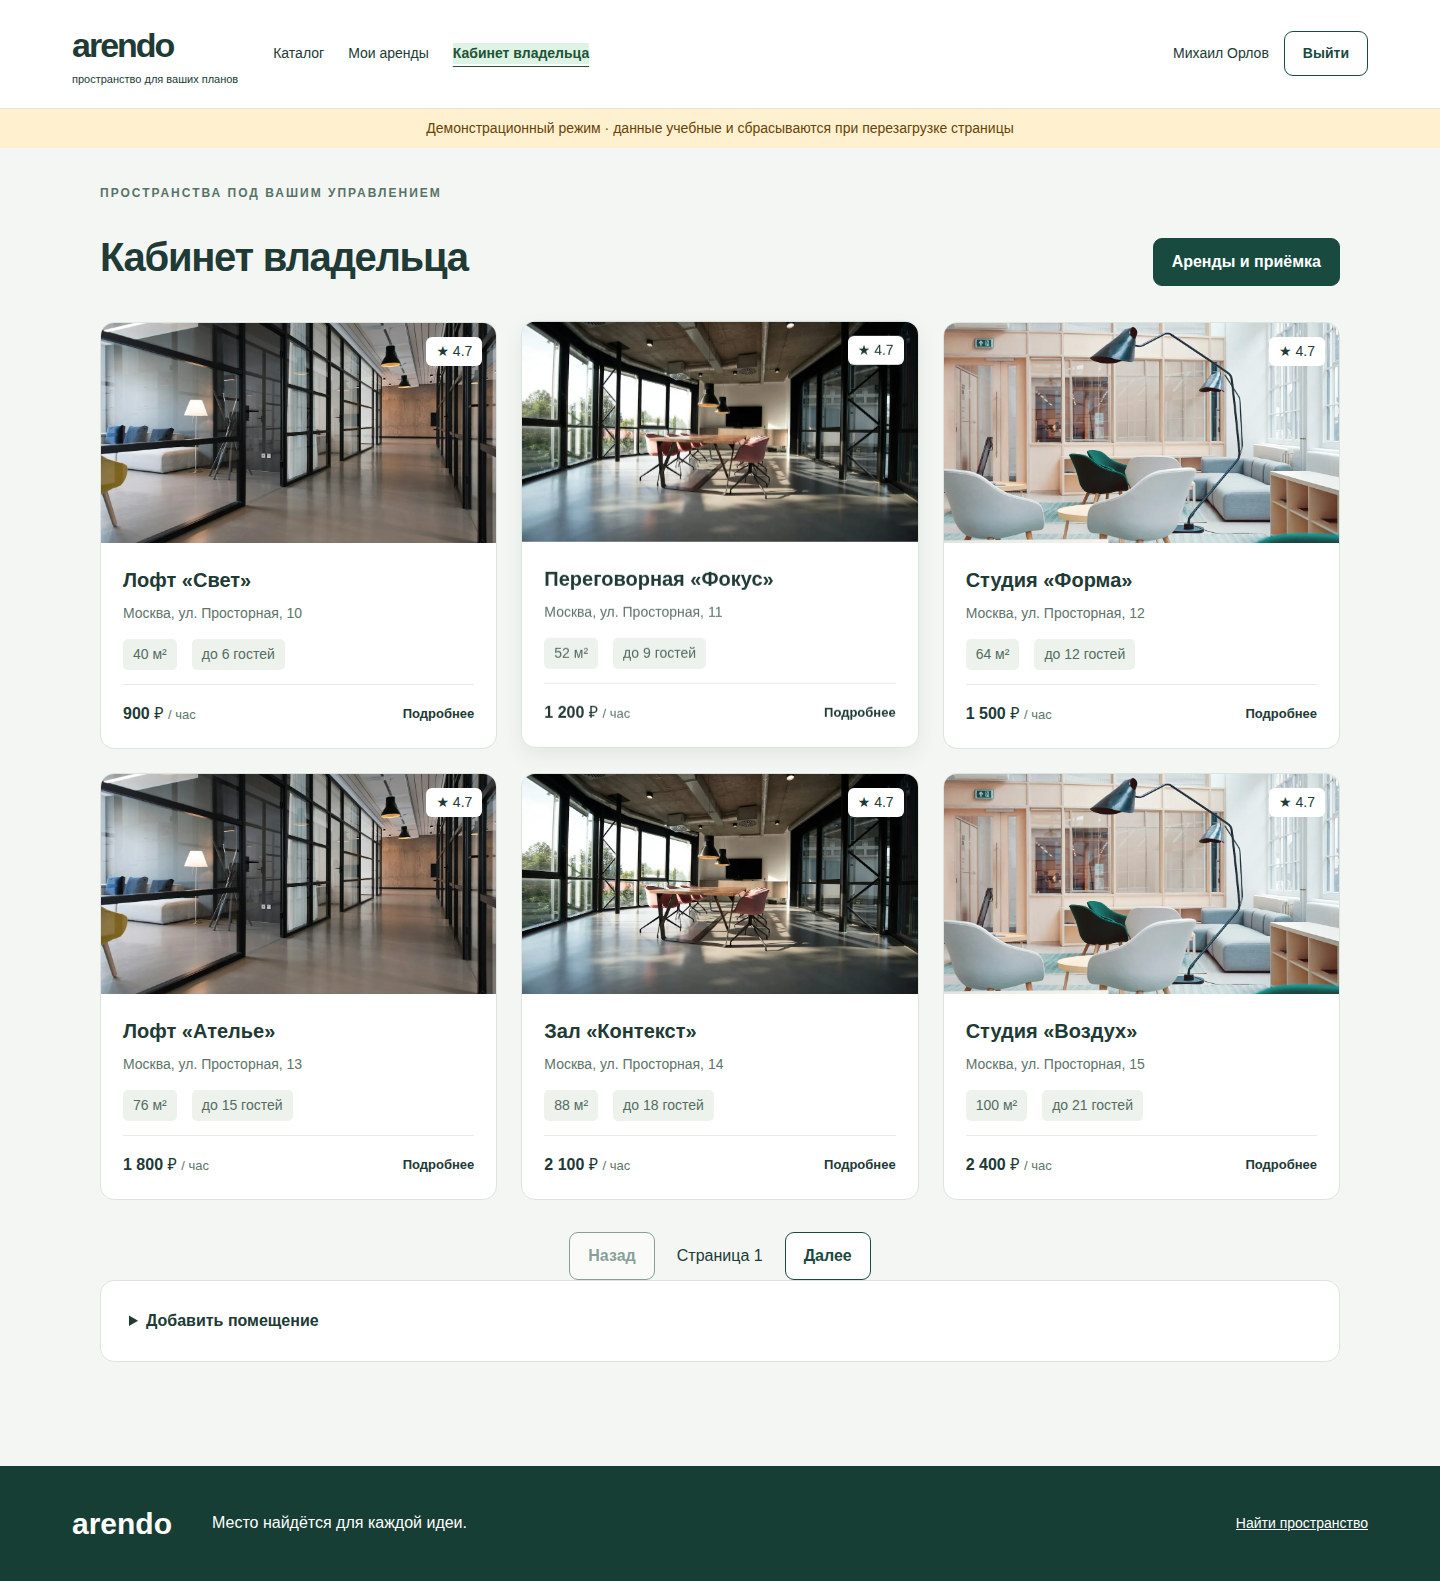 arendo
пространство для ваших планов
Каталог
Мои аренды
Кабинет владельца
Михаил Орлов
Выйти
Демонстрационный режим · данные учебные и сбрасываются при перезагрузке страницы
ПРОСТРАНСТВА ПОД ВАШИМ УПРАВЛЕНИЕМ
Кабинет владельца
Аренды и приёмка
★ 4.7
Лофт «Свет»
Москва, ул. Просторная, 10
40 м² до 6 гостей
900 ₽ / час Подробнее
★ 4.7
Переговорная «Фокус»
Москва, ул. Просторная, 11
52 м² до 9 гостей
1 200 ₽ / час Подробнее
★ 4.7
Студия «Форма»
Москва, ул. Просторная, 12
64 м² до 12 гостей
1 500 ₽ / час Подробнее
★ 4.7
Лофт «Ателье»
Москва, ул. Просторная, 13
76 м² до 15 гостей
1 800 ₽ / час Подробнее
★ 4.7
Зал «Контекст»
Москва, ул. Просторная, 14
88 м² до 18 гостей
2 100 ₽ / час Подробнее
★ 4.7
Студия «Воздух»
Москва, ул. Просторная, 15
100 м² до 21 гостей
2 400 ₽ / час Подробнее
Назад Страница 1 Далее
▶ Добавить помещение
arendo
Место найдётся для каждой идеи.
Найти пространство